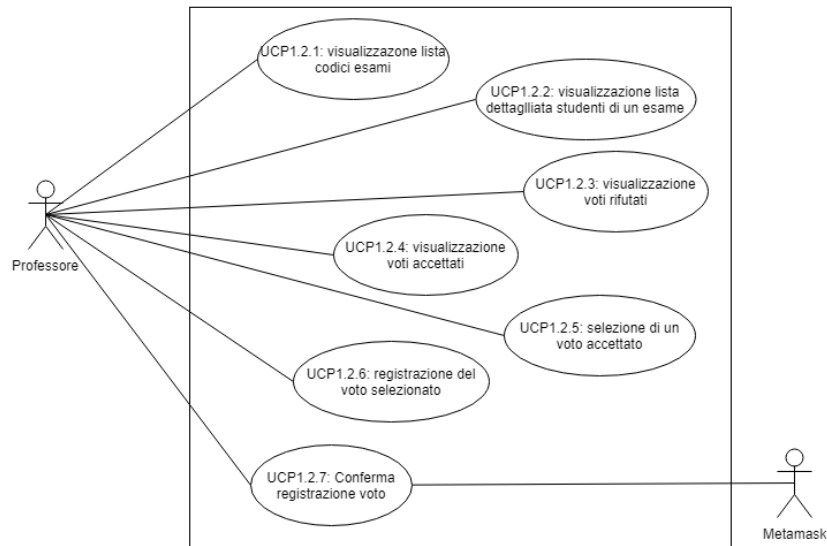 UCP1.2.1: visualizzazone lista
codici esami
UCP1.2.2: visualizzazione lista
dettaglliata studenti di un esame
UCP1.2.3: visualizzazione
voti rifutati
Professore
UCP1.2.4: visualizzazione
voti accettati
UCP1.2.5: selezione di un
voto accettato
UCP1.2.6: registrazione del
voto selezionato
UCP1.2.7: Conferma
registrazione voto
Metamask